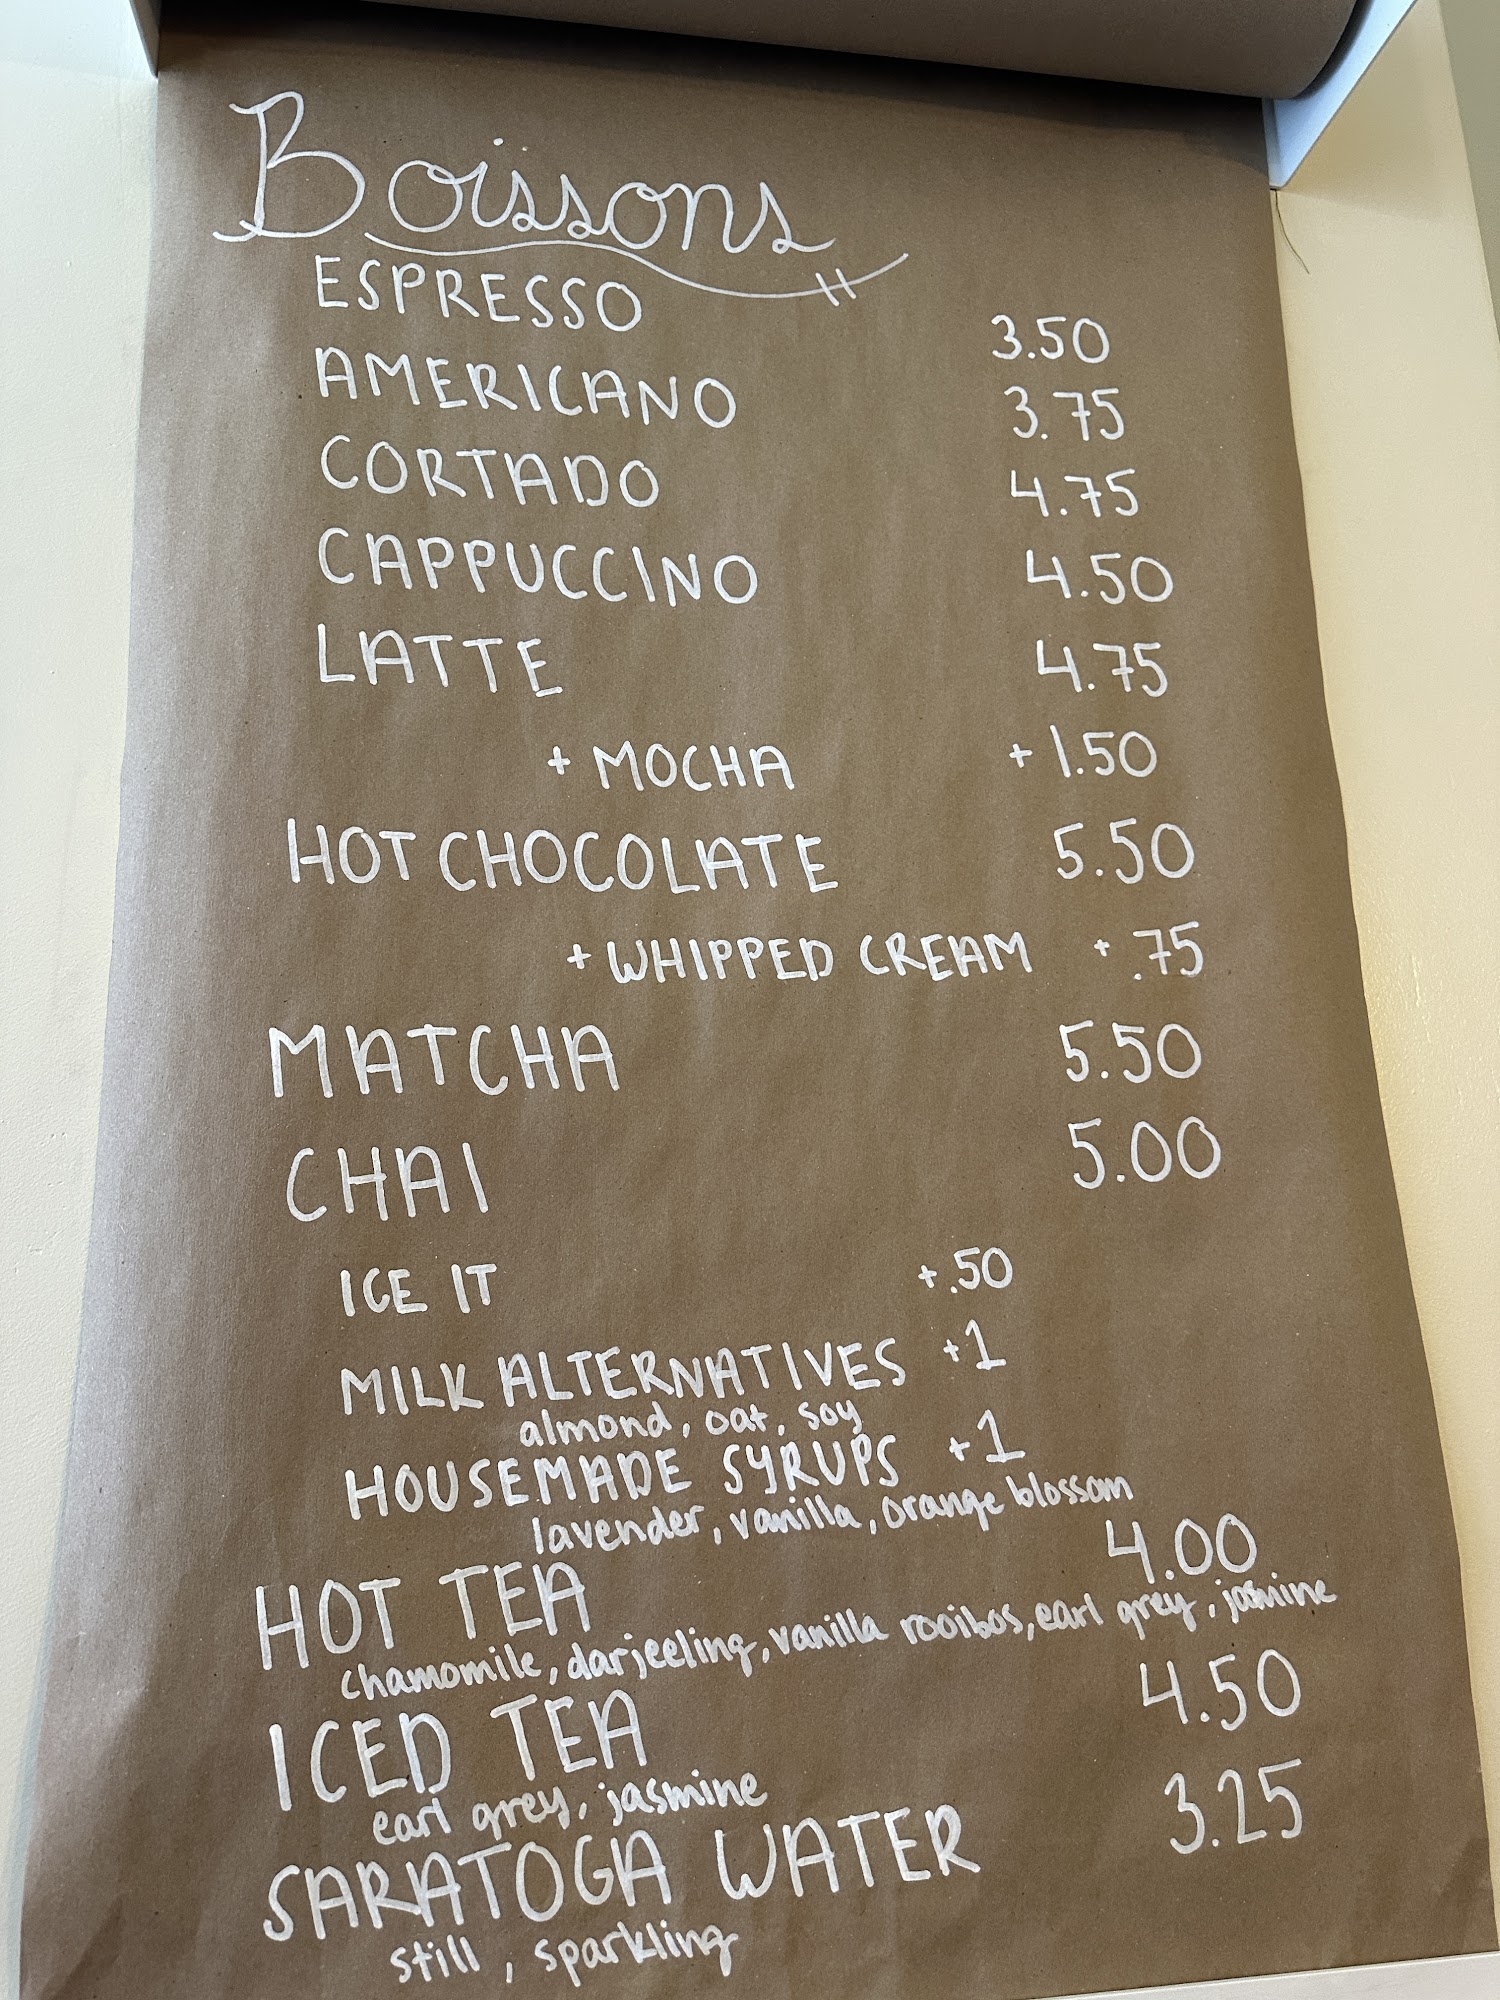 Boissons
ESPRESSO 3.50
AMERICANO 3.75
CORTADO 4.75
CAPPUCCINO 4.50
LATTE 4.75
+ MOCHA + 1.50
HOT CHOCOLATE 5.50
+ WHIPPED CREAM + .75
MATCHA 5.50
CHAI 5.00
ICE IT +.50
MILK ALTERNATIVES +1
almond, oat, soy
HOUSEMADE SYRUPS +1
lavender, vanilla, orange blossom
HOT TEA 4.00
chamomile, darjeeling, vanilla rooibos, earl grey, jasmine
ICED TEA 4.50
earl grey, jasmine
SARATOGA WATER 3.25
still, sparkling